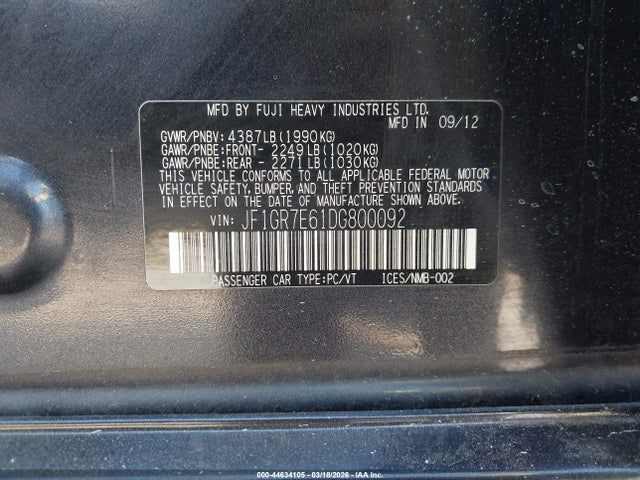 MFD BY FUJI HEAVY INDUSTRIES LTD.
MFD IN 09/12
GVWR/PNBV: 4387LB(1990KG)
GAWR/PNBE:FRONT- 2249LB(1020KG)
GAWR/PNBE:REAR - 2271LB(1030KG)
THIS VEHICLE CONFORMS TO ALL APPLICABLE FEDERAL MOTOR
VEHICLE SAFETY, BUMPER, AND THEFT PREVENTION STANDARDS
IN EFFECT ON THE DATE OF MANUFACTURE SHOWN ABOVE.
VIN: JF1GR7E61DG800092
PASSENGER CAR TYPE:PC/VT ICES/NMB-002
000-44634105 - 03/18/2026 - Copyright IAA, Inc.